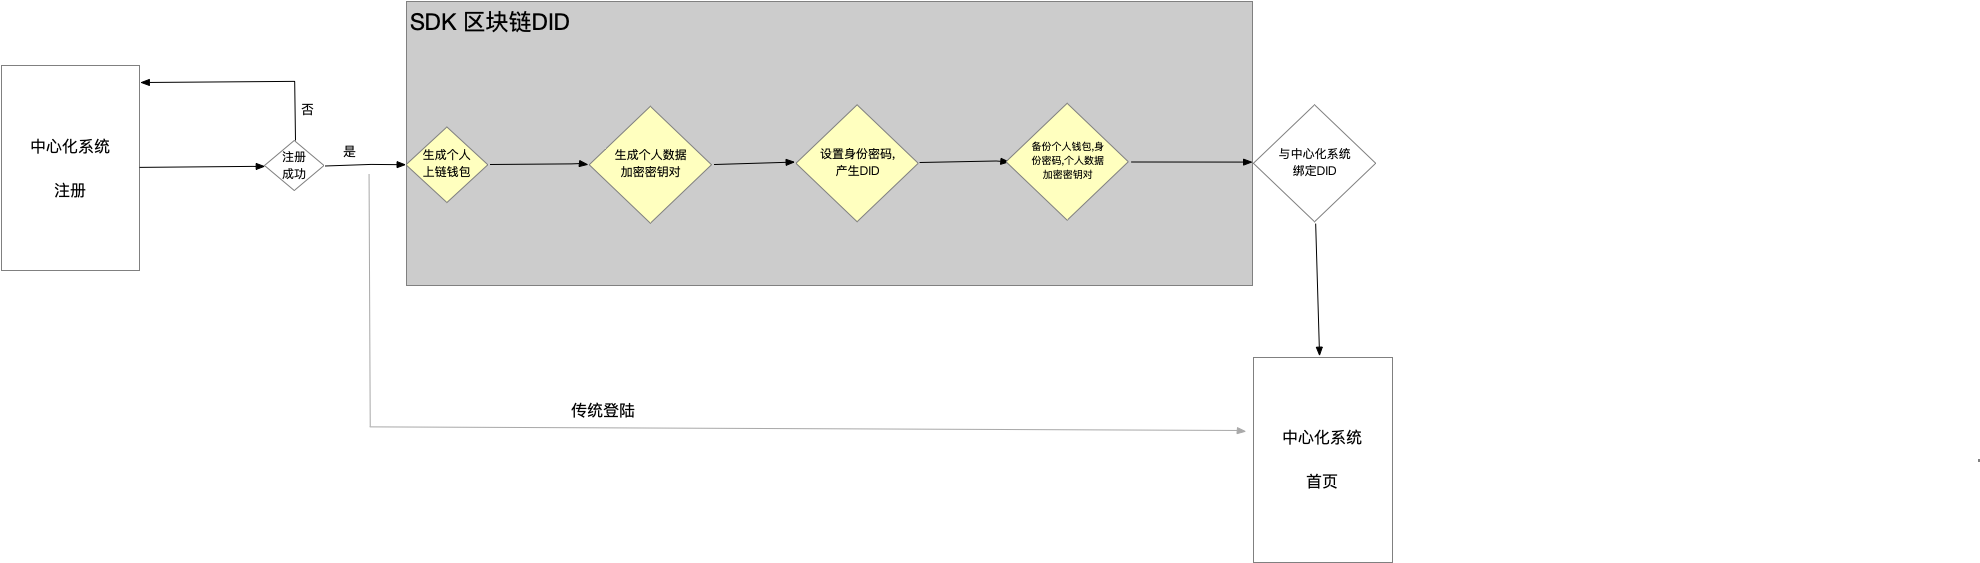 SDK 区块链DID
中心化系统
注册
否
注册
成功
是
生成个人
上链钱包
生成个人数据
加密密钥对
设置身份密码,
产生DID
备份个人钱包,身
份密码,个人数据
加密密钥对
与中心化系统
绑定DID
传统登陆
中心化系统
首页